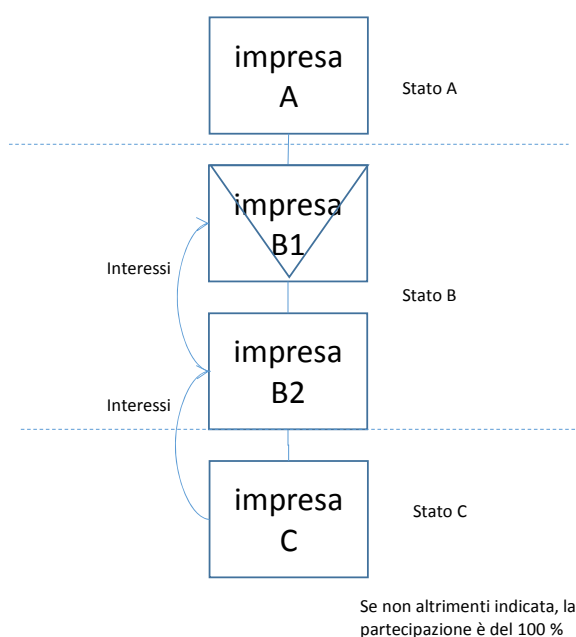 impresa
A
Stato A
impresa
B1
Interessi
Stato B
impresa
B2
Interessi
impresa
C
Stato C
Se non altrimenti indicata, la
partecipazione è del 100 %